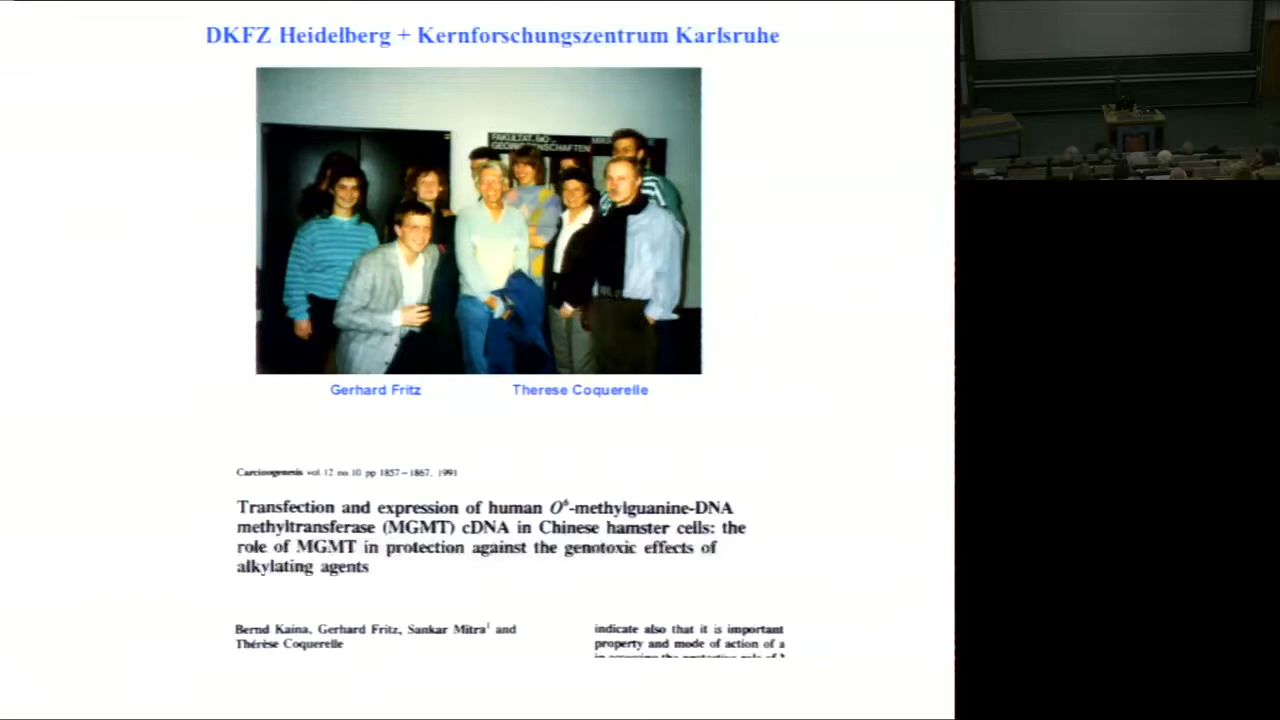 DKFZ Heidelberg + Kernforschungszentrum Karlsruhe
FAKULTÄT BIO-
GEOWISSENSCHAFTEN
Gerhard Fritz
Therese Coquerelle
Carcinogenesis vol 12 no 10 pp 1857–1867, 1991
Transfection and expression of human O⁶-methylguanine-DNA
methyltransferase (MGMT) cDNA in Chinese hamster cells: the
role of MGMT in protection against the genotoxic effects of
alkylating agents
Bernd Kaina, Gerhard Fritz, Sankar Mitra¹ and
Thérèse Coquerelle
indicate also that it is important
property and mode of action of a